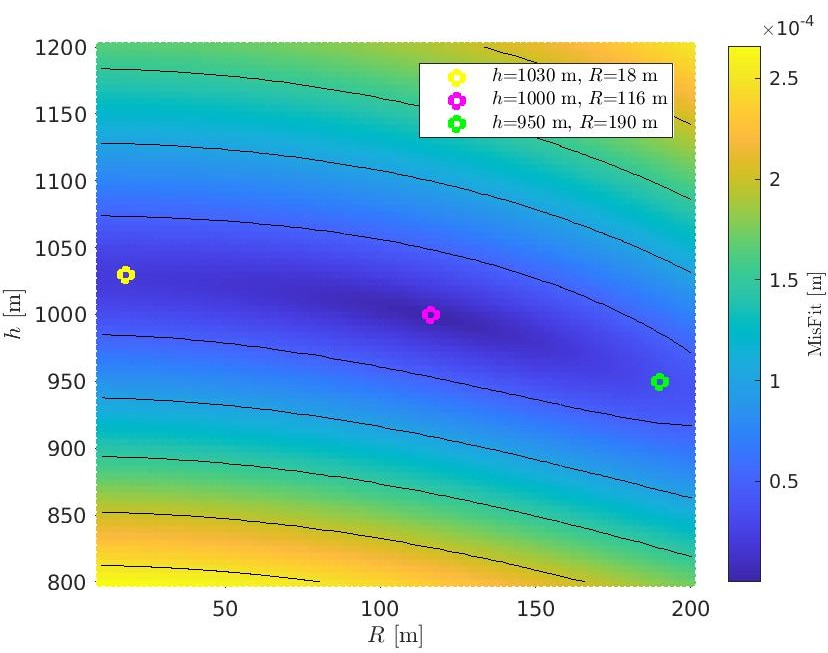 ×10⁻⁴
1200
1150
1100
1050
1000
950
900
850
800
h [m]
h=1030 m, R=18 m
h=1000 m, R=116 m
h=950 m, R=190 m
2.5
2
1.5
1
0.5
MisFit [m]
50 100 150 200
R [m]